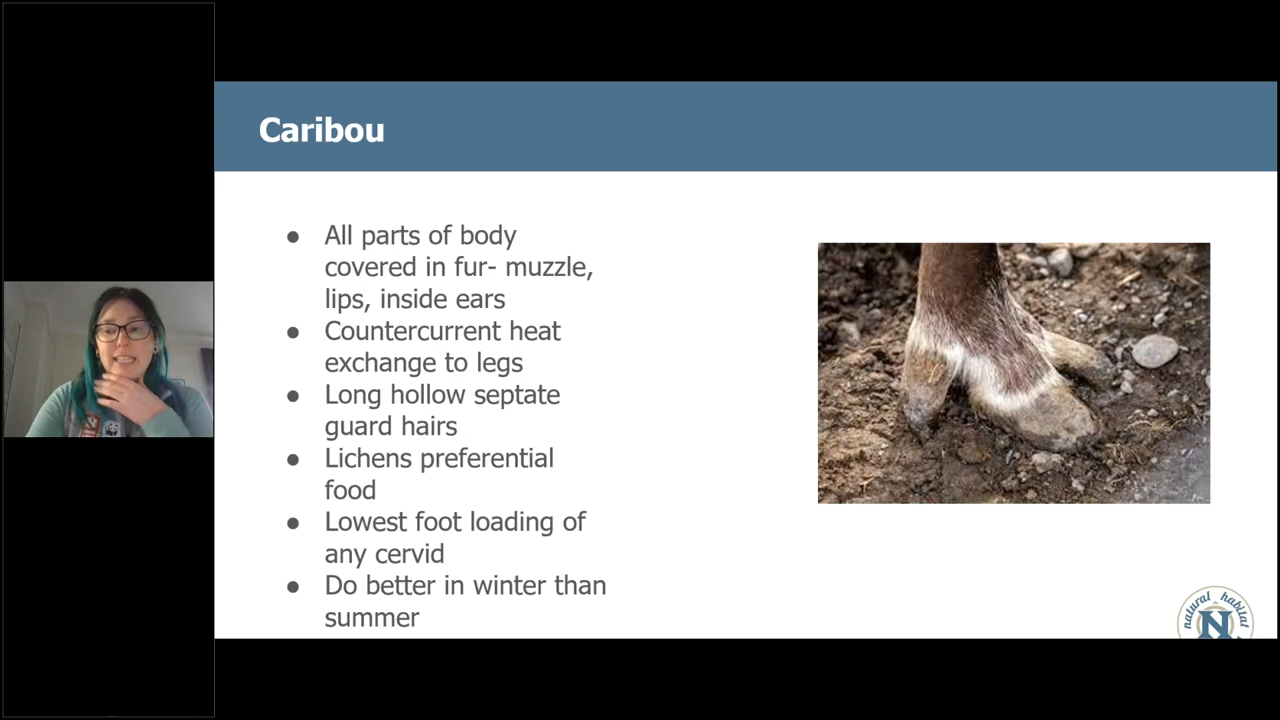 Caribou
● All parts of body
covered in fur- muzzle,
lips, inside ears
● Countercurrent heat
exchange to legs
● Long hollow septate
guard hairs
● Lichens preferential
food
● Lowest foot loading of
any cervid
● Do better in winter than
summer
natural habitat
N